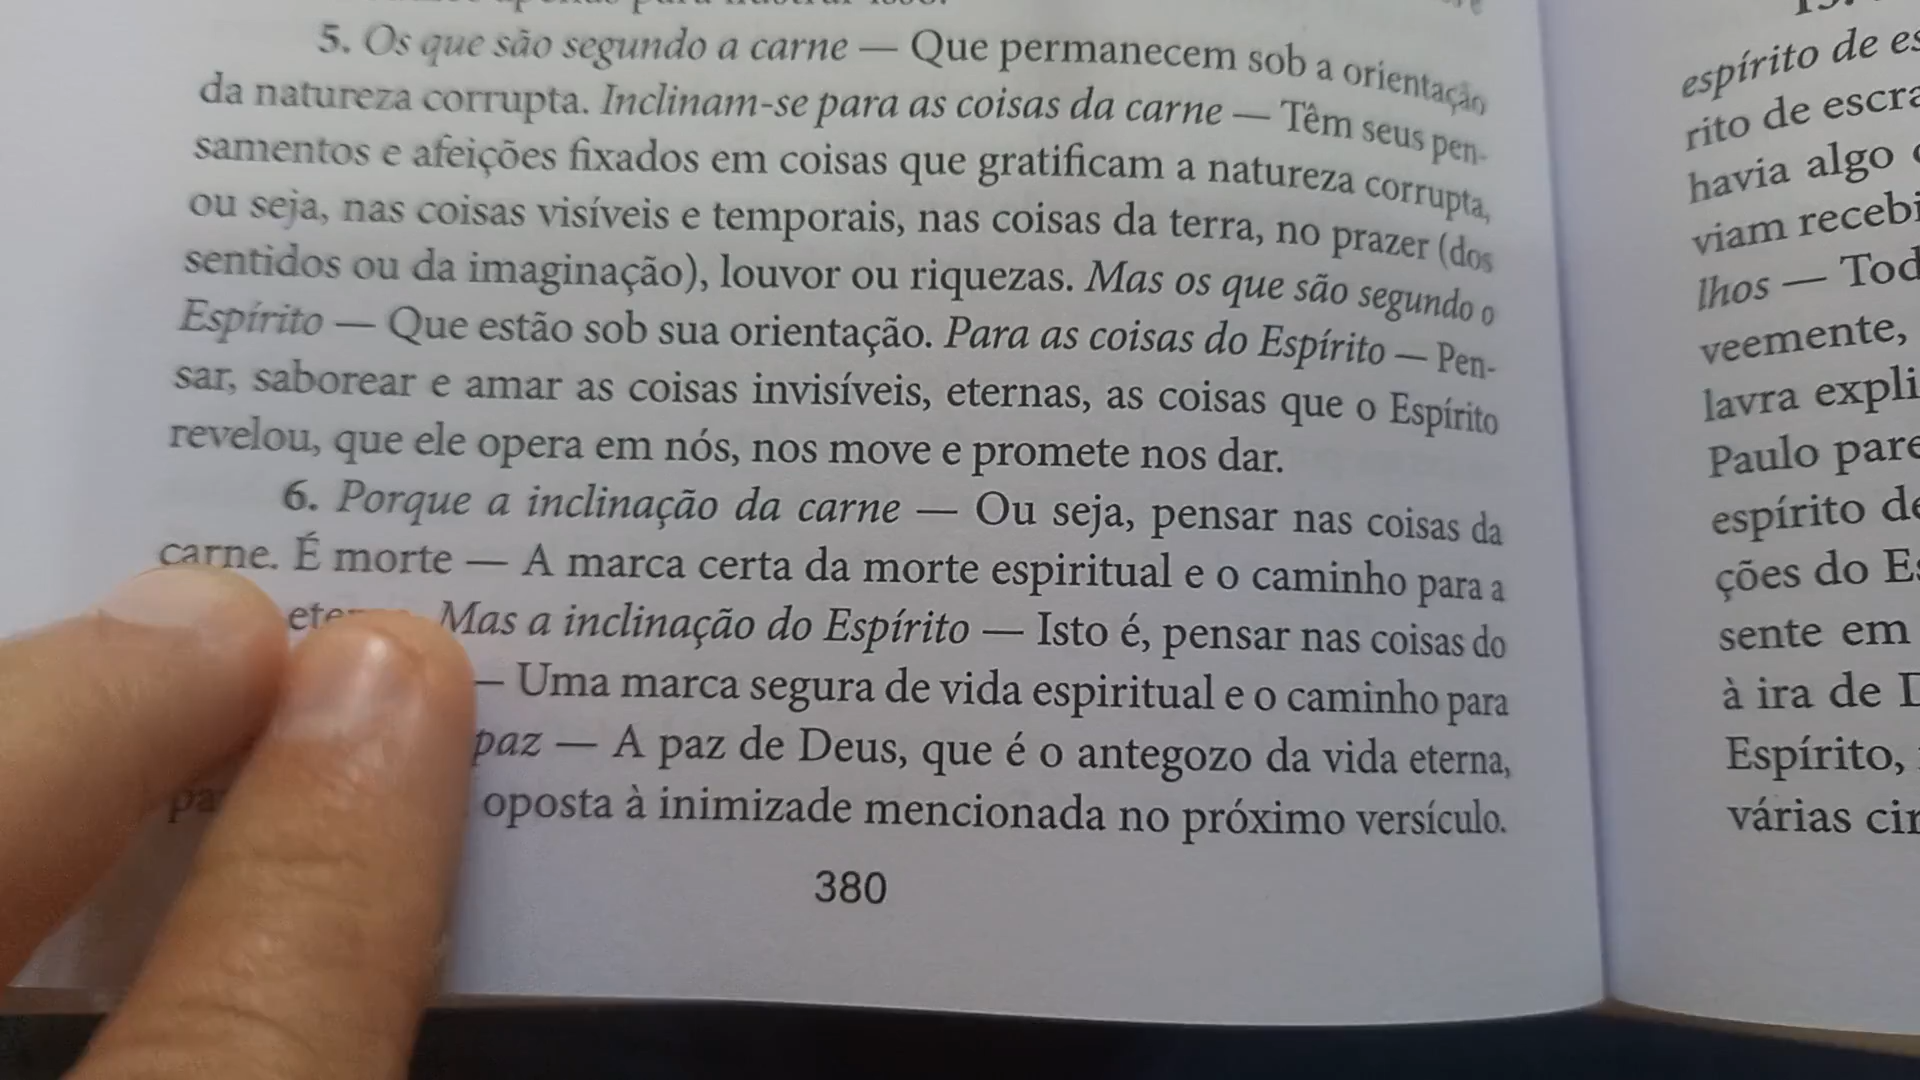 5. Os que são segundo a carne — Que permanecem sob a orientação
da natureza corrupta. Inclinam-se para as coisas da carne — Têm seus pen-
samentos e afeições fixados em coisas que gratificam a natureza corrupta,
ou seja, nas coisas visíveis e temporais, nas coisas da terra, no prazer (dos
sentidos ou da imaginação), louvor ou riquezas. Mas os que são segundo o
Espírito — Que estão sob sua orientação. Para as coisas do Espírito — Pen-
sar, saborear e amar as coisas invisíveis, eternas, as coisas que o Espírito
revelou, que ele opera em nós, nos move e promete nos dar.
6. Porque a inclinação da carne — Ou seja, pensar nas coisas da
carne. É morte — A marca certa da morte espiritual e o caminho para a
Mas a inclinação do Espírito — Isto é, pensar nas coisas do
— Uma marca segura de vida espiritual e o caminho para
paz — A paz de Deus, que é o antegozo da vida eterna,
oposta à inimizade mencionada no próximo versículo.
380
espírito de es
rito de escra
havia algo
viam recebi
lhos — Tod
veemente,
lavra expli
Paulo pare
espírito de
ções do Es
sente em
à ira de D
Espírito,
várias cir